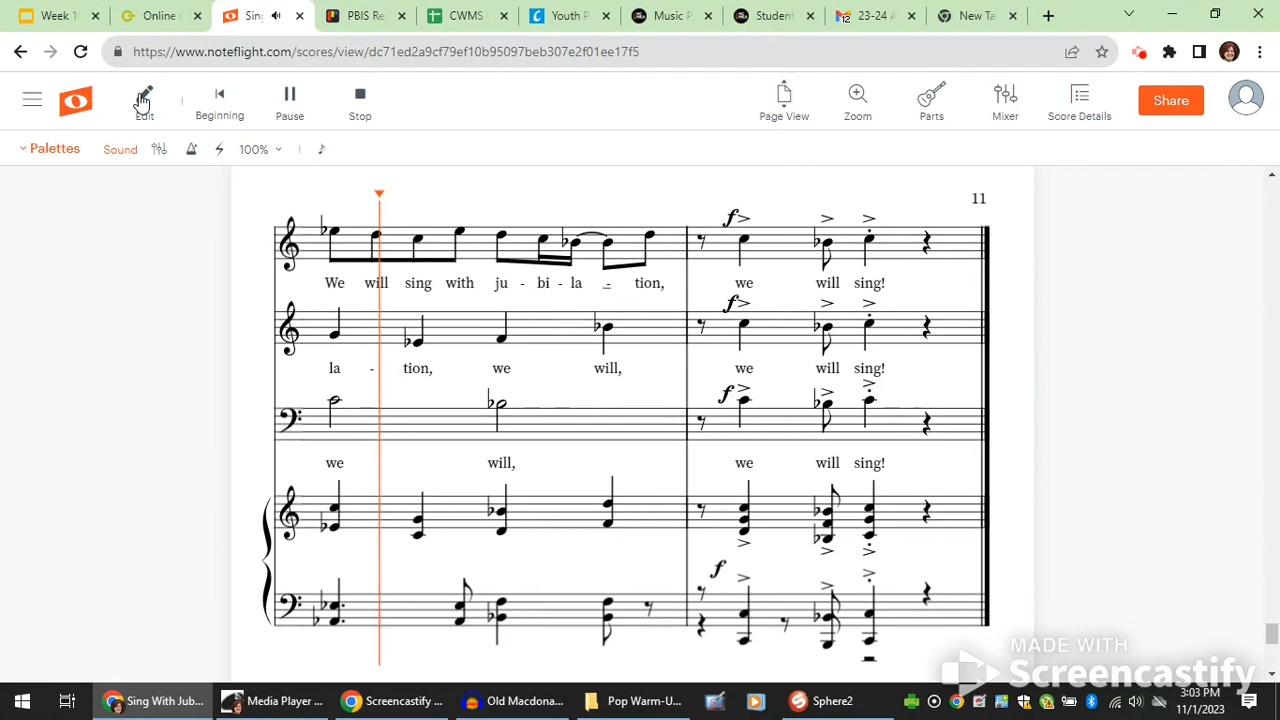 Week 1
Online
Sing
PBIS Re
CWMS
Youth P
Music P
Student
23-24 A
New Ta
https://www.noteflight.com/scores/view/dc71ed2a9cf79ef10b95097beb307e2f01ee17f5
Edit
Beginning
Pause
Stop
Page View
Zoom
Parts
Mixer
Score Details
Share
Palettes
Sound
100%
11
f
We will sing with ju - bi - la - tion, we will sing!
f
la - tion, we will, we will sing!
f
we will, we will sing!
f
MADE WITH
Screencastify
Sing With Jub...
Media Player ...
Screencastify ...
Old Macdona...
Pop Warm-U...
Sphere2
3:03 PM
11/1/2023